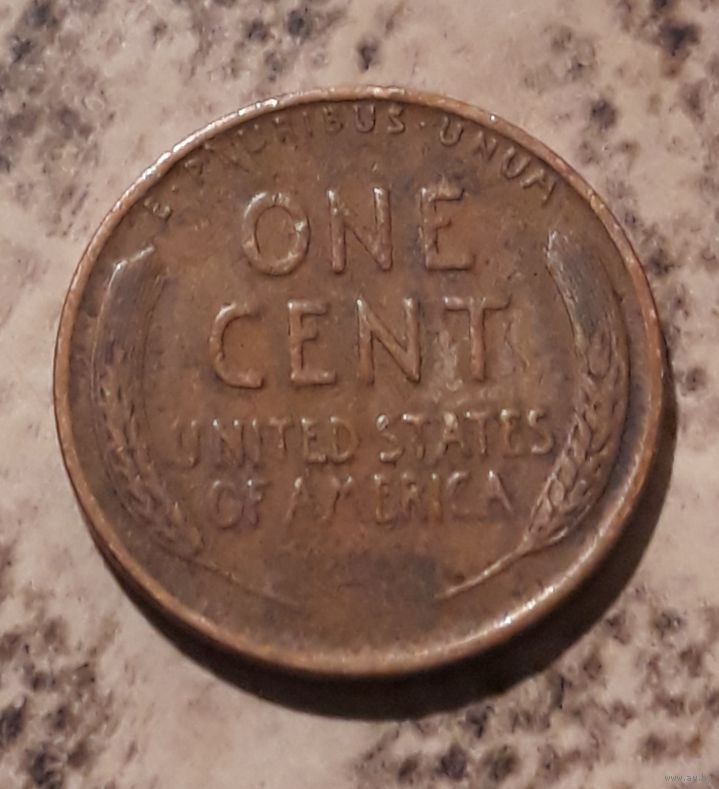 E · PLURIBUS · UNUM
ONE
CENT
UNITED STATES
OF AMERICA